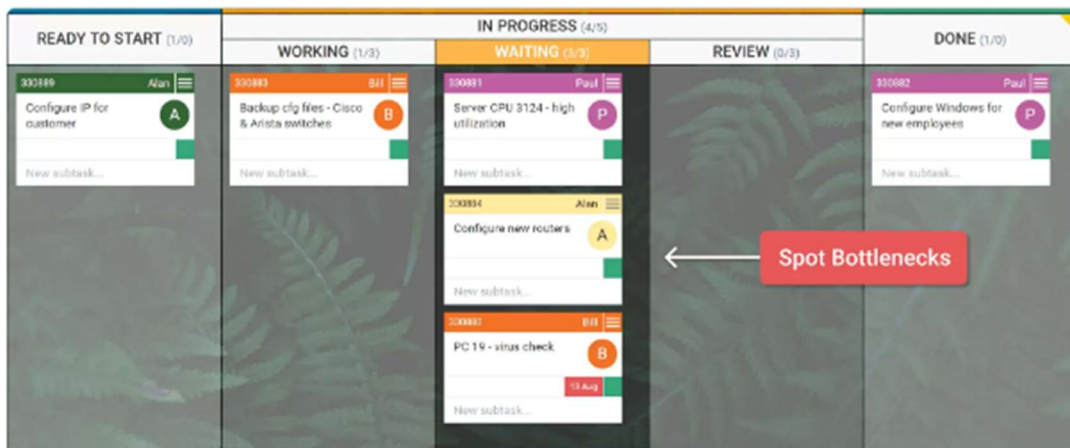 READY TO START (1/0)
IN PROGRESS (4/5)
WORKING (1/3)
WAITING (3/3)
REVIEW (0/3)
DONE (1/0)
330889 Alan
Configure IP for
customer
A
New subtask...
330883 Bill
Backup cfg files - Cisco
& Arista switches
B
New subtask...
330881 Paul
Server CPU 3124 - high
utilization
P
New subtask...
330884 Alan
Configure new routers
A
New subtask...
Bill
PC 19 - virus check
B
13 Aug
New subtask...
Spot Bottlenecks
330882 Paul
Configure Windows for
new employees
P
New subtask...